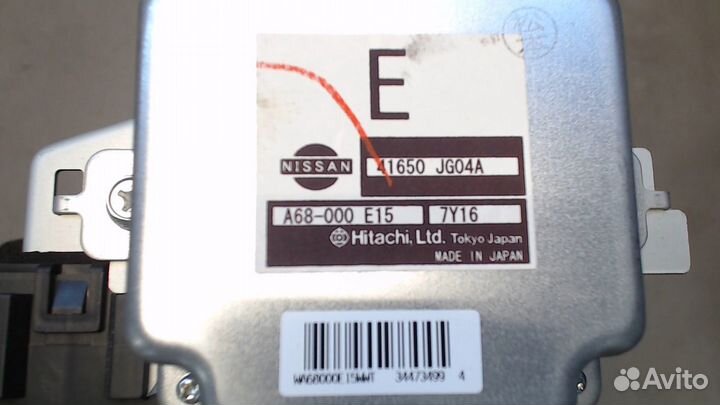 E
NISSAN
41650 JG04A
A68-000 E15
7Y16
Hitachi, Ltd. Tokyo Japan
MADE IN JAPAN
WA68000E15WWT 34473499 4
Avito